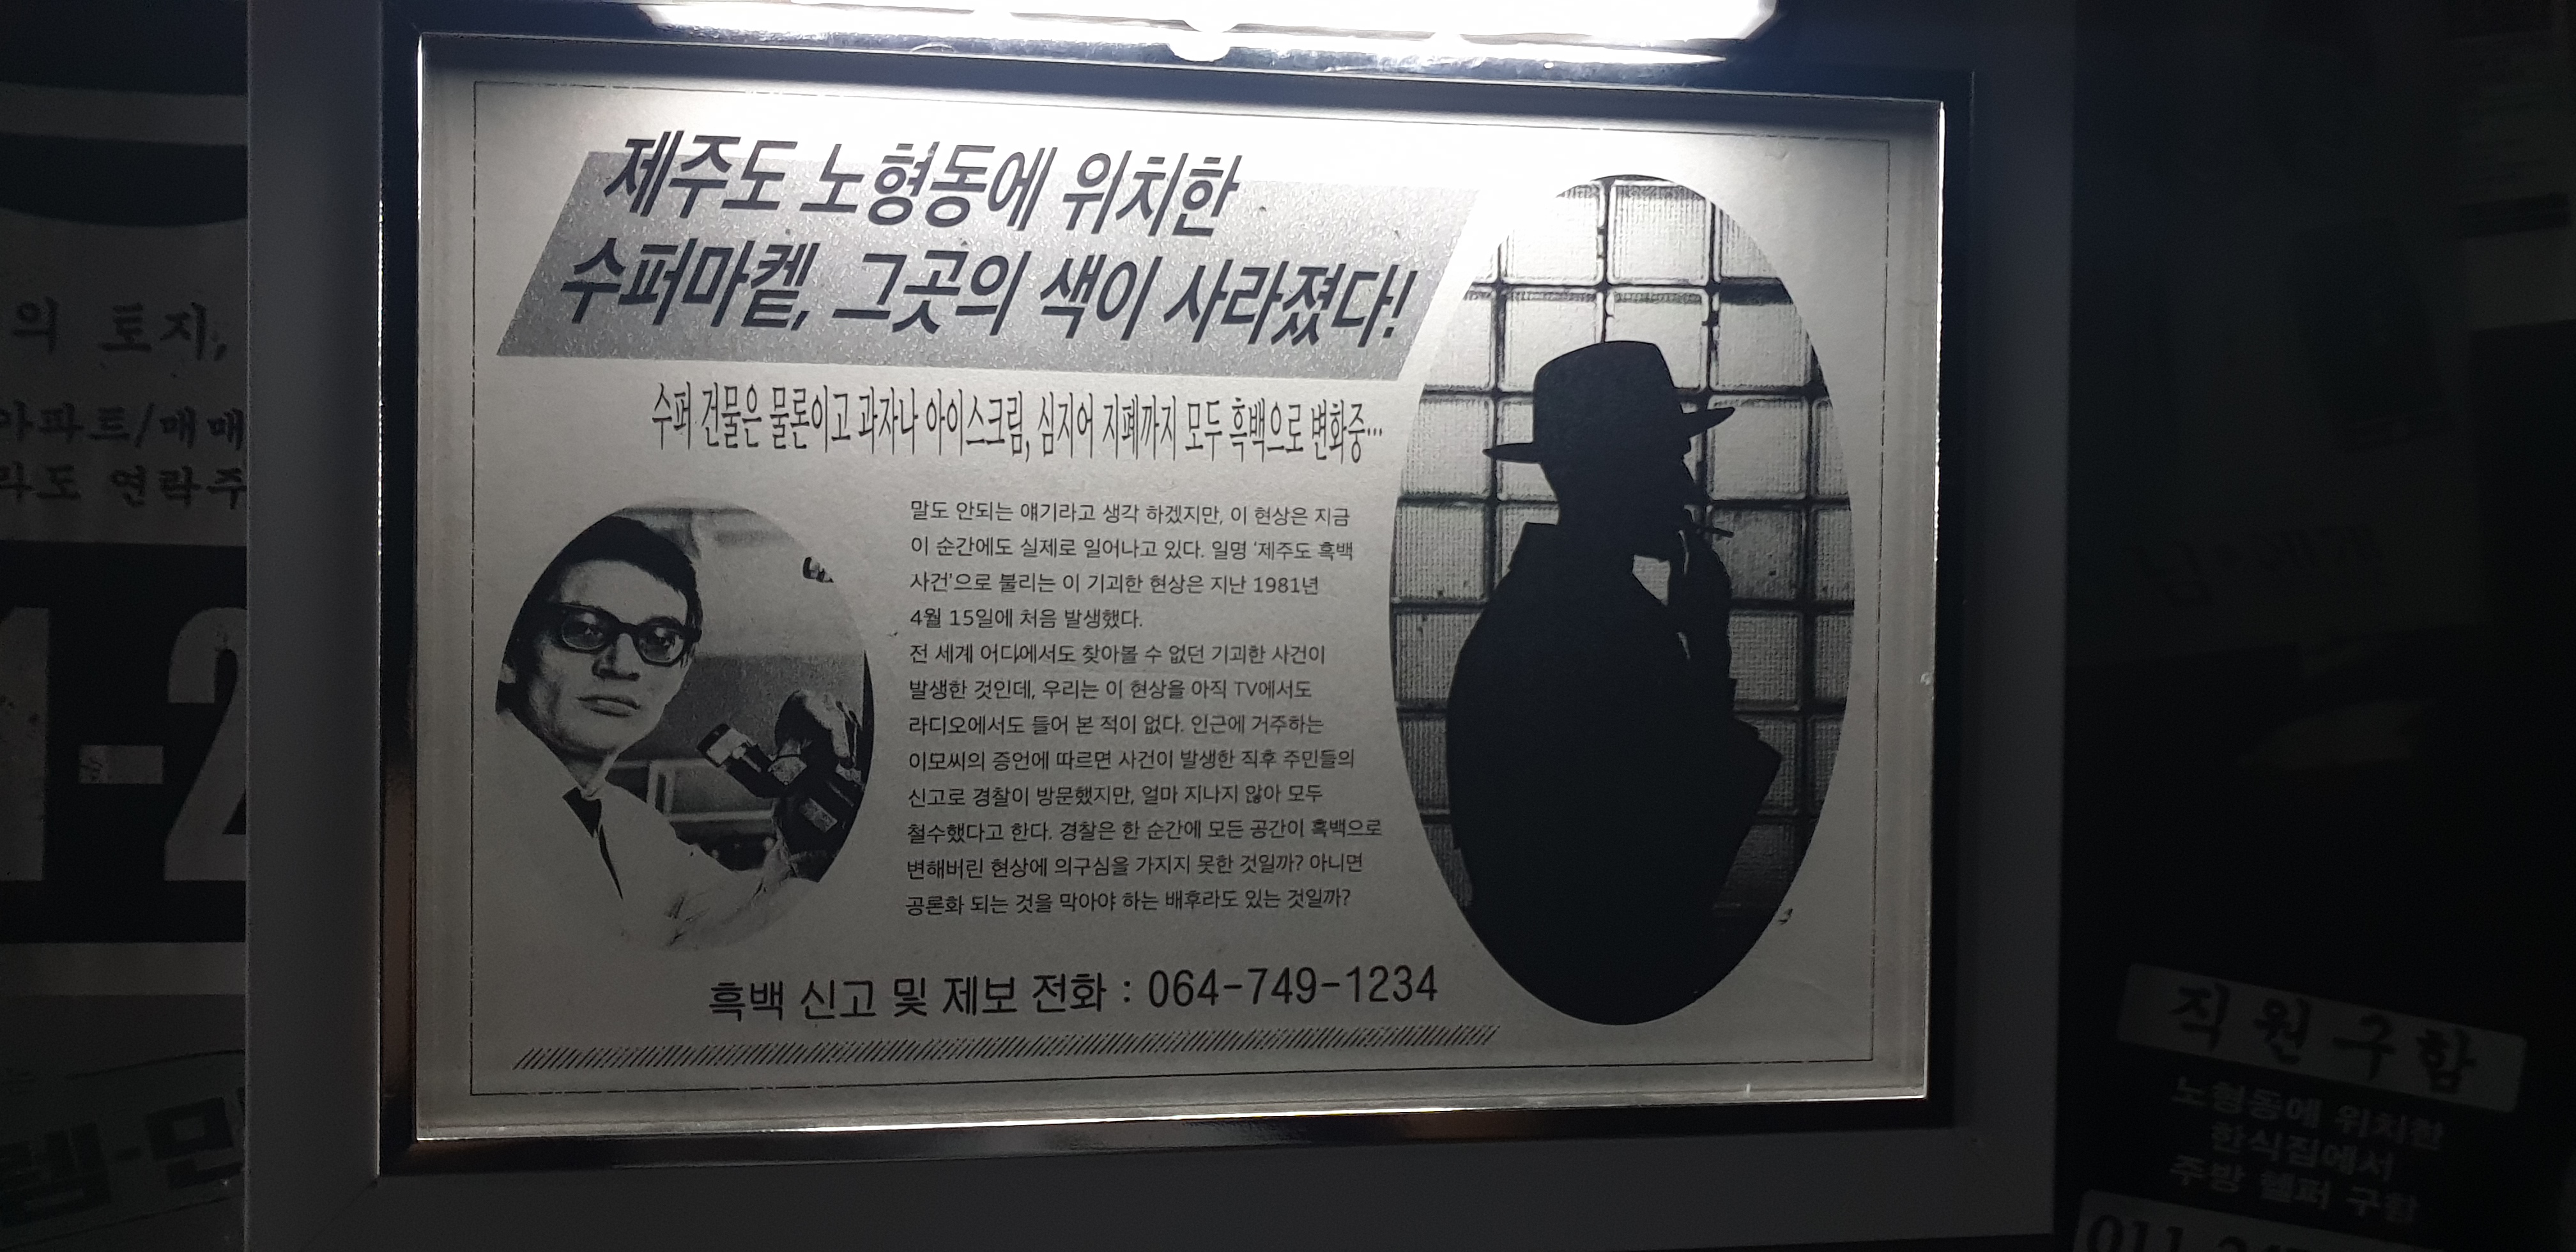 제주도 노형동에 위치한
수퍼마켙, 그곳의 색이 사라졌다!
수퍼 건물은 물론이고 과자나 아이스크림, 심지어 지폐까지 모두 흑백으로 변화중…
말도 안되는 얘기라고 생각 하겠지만, 이 현상은 지금
이 순간에도 실제로 일어나고 있다. 일명 '제주도 흑백
사건'으로 불리는 이 기괴한 현상은 지난 1981년
4월 15일에 처음 발생했다.
전 세계 어디에서도 찾아볼 수 없던 기괴한 사건이
발생한 것인데, 우리는 이 현상을 아직 TV에서도
라디오에서도 들어 본 적이 없다. 인근에 거주하는
이모씨의 증언에 따르면 사건이 발생한 직후 주민들의
신고로 경찰이 방문했지만, 얼마 지나지 않아 모두
철수했다고 한다. 경찰은 한 순간에 모든 공간이 흑백으로
변해버린 현상에 의구심을 가지지 못한 것일까? 아니면
공론화 되는 것을 막아야 하는 배후라도 있는 것일까?
흑백 신고 및 제보 전화 : 064-749-1234
의 토지,
아파트/매매
라도 연락주
1-2
직원구함
노형동에 위치한
한식집에서
주방 헬퍼 구함